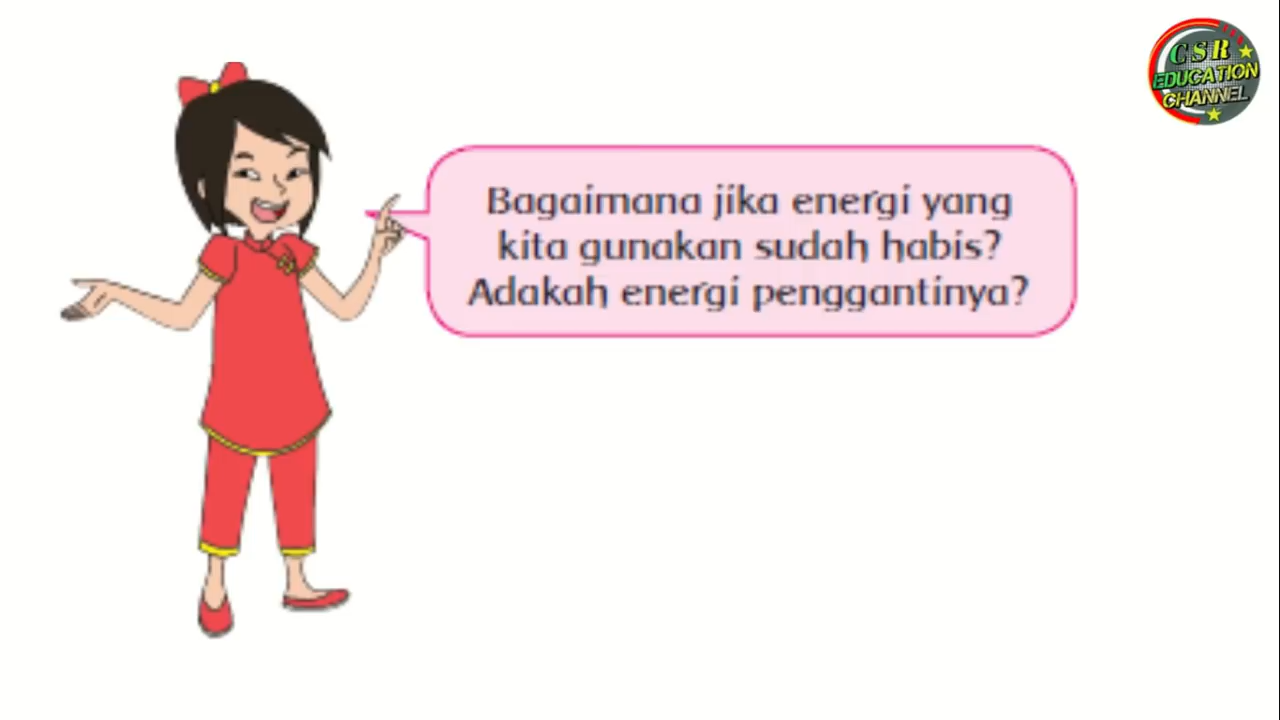 CSR
EDUCATION
CHANNEL
Bagaimana jika energi yang
kita gunakan sudah habis?
Adakah energi penggantinya?